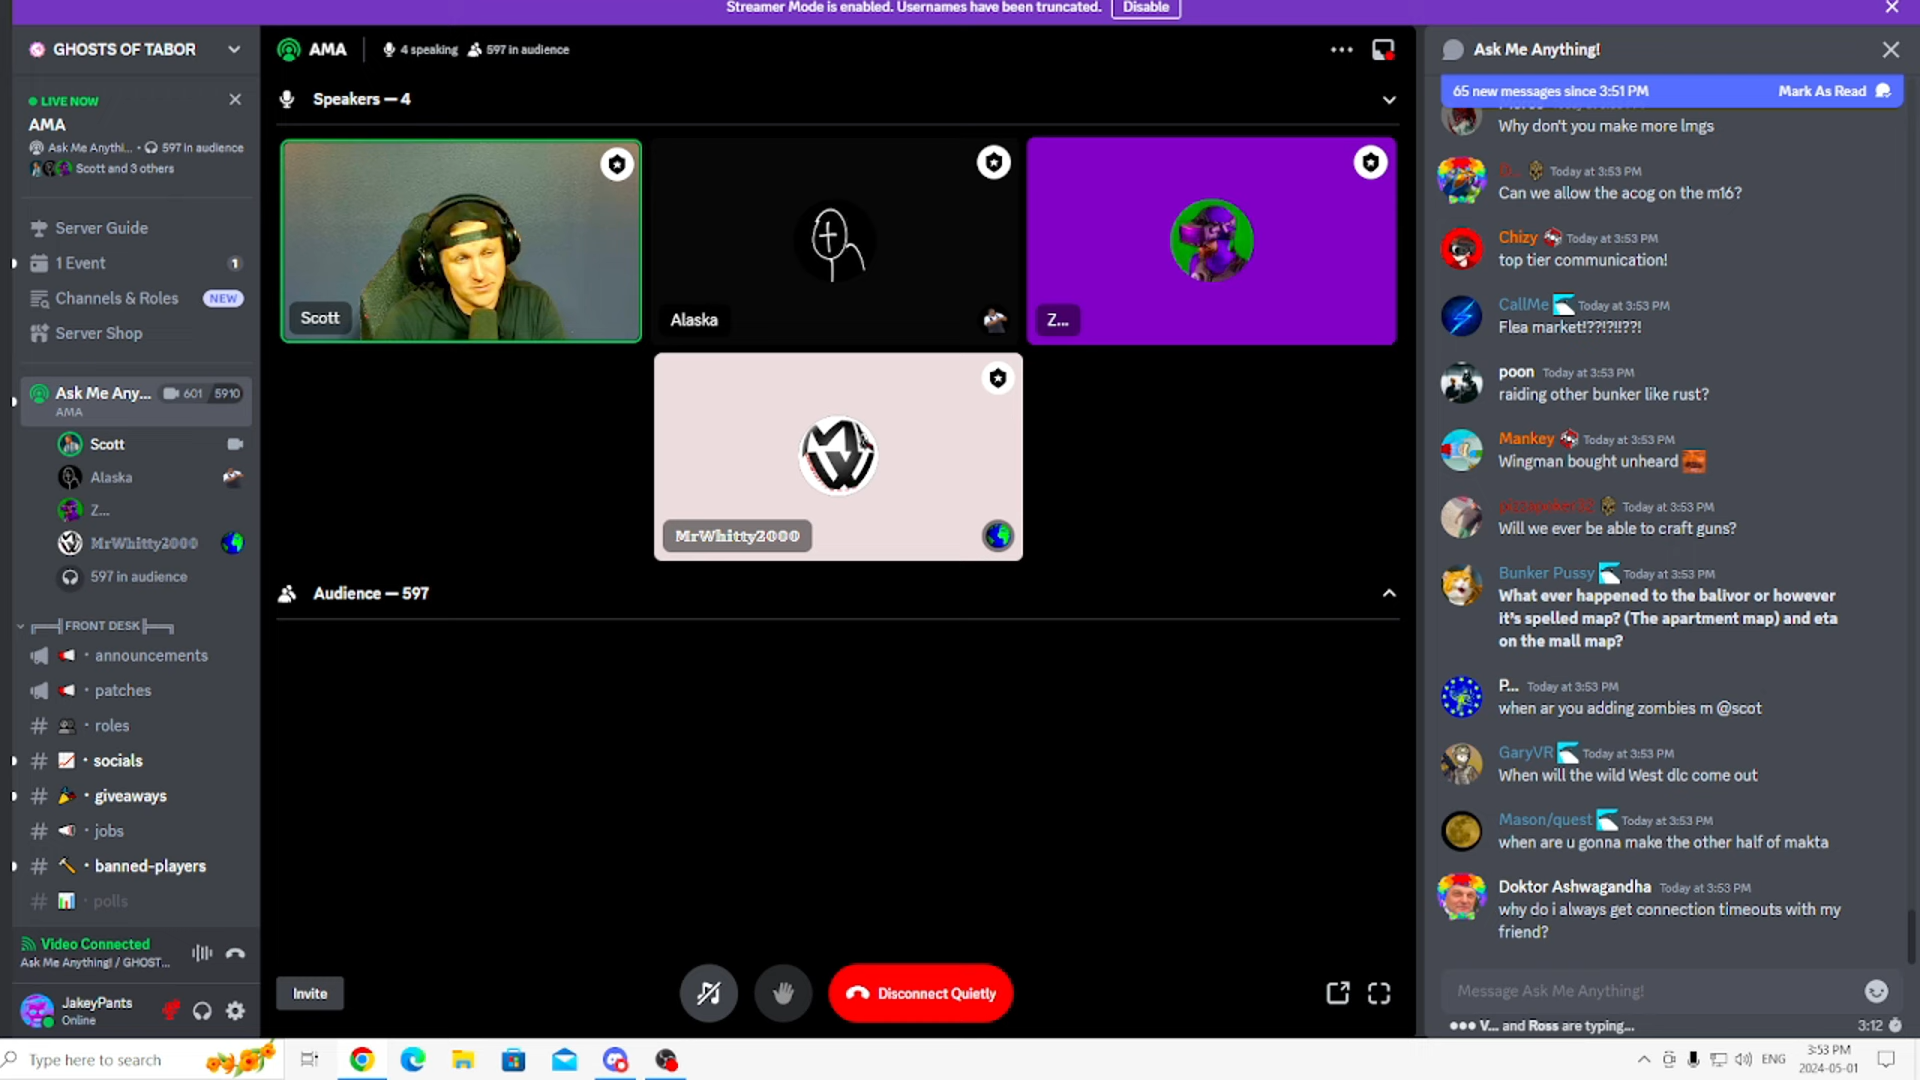 Streamer Mode is enabled. Usernames have been truncated.
Disable
GHOSTS OF TABOR
LIVE NOW
AMA
Ask Me Anythi... • 597 in audience
Scott and 3 others
Server Guide
1 Event
1
Channels & Roles
NEW
Server Shop
Ask Me Any...
601
5910
AMA
Scott
Alaska
Z...
MrWhitty2000
597 in audience
FRONT DESK
announcements
patches
roles
socials
giveaways
jobs
banned-players
polls
Video Connected
Ask Me Anything! / GHOST...
JakeyPants
Online
AMA
4 speaking
597 in audience
Speakers — 4
Scott
Alaska
Z...
MrWhitty2000
Audience — 597
Invite
Disconnect Quietly
Ask Me Anything!
65 new messages since 3:51 PM
Mark As Read
Why don't you make more lmgs
Today at 3:53 PM
Can we allow the acog on the m16?
Chizy Today at 3:53 PM
top tier communication!
CallMe Today at 3:53 PM
Flea market!??!?!!??!
poon Today at 3:53 PM
raiding other bunker like rust?
Mankey Today at 3:53 PM
Wingman bought unheard
Today at 3:53 PM
Will we ever be able to craft guns?
Bunker Pussy Today at 3:53 PM
What ever happened to the balivor or however
it's spelled map? (The apartment map) and eta
on the mall map?
P... Today at 3:53 PM
when ar you adding zombies m @scot
GaryVR Today at 3:53 PM
When will the wild West dlc come out
Mason/quest Today at 3:53 PM
when are u gonna make the other half of makta
Doktor Ashwagandha Today at 3:53 PM
why do i always get connection timeouts with my
friend?
Message Ask Me Anything!
V... and Ross are typing...
3:12
Type here to search
ENG
3:53 PM
2024-05-01